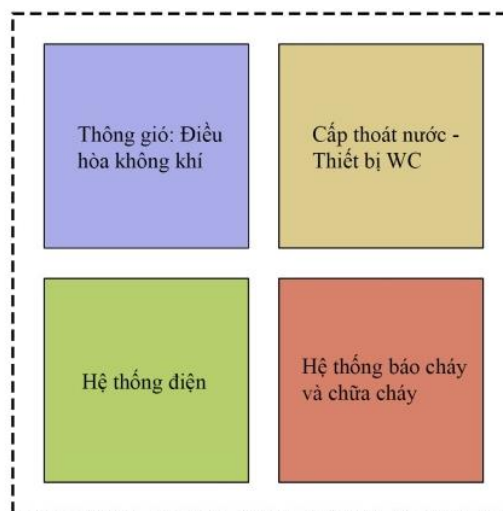 Thông gió: Điều
hòa không khí
Cấp thoát nước -
Thiết bị WC
Hệ thống điện
Hệ thống báo cháy
và chữa cháy